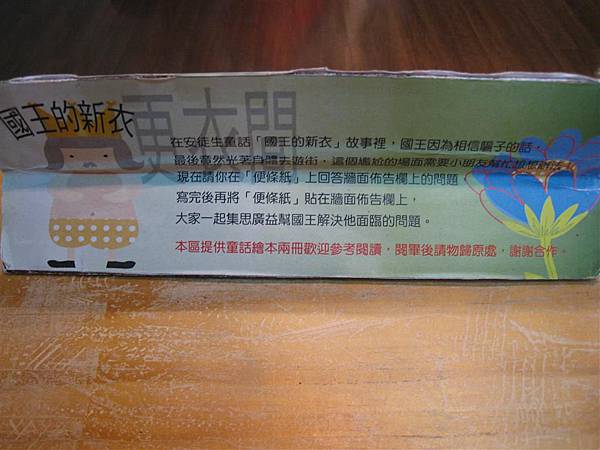 國王的新衣
更衣間
在安徒生童話「國王的新衣」故事裡，國王因為相信騙子的話，
最後竟然光著身體去遊街，這個尷尬的場面需要小朋友幫忙想想辦法！
現在請你在「便條紙」上回答牆面佈告欄上的問題
寫完後再將「便條紙」貼在牆面佈告欄上，
大家一起集思廣益幫國王解決他面臨的問題。
本區提供童話繪本兩冊歡迎參考閱讀，閱畢後請物歸原處，謝謝合作。